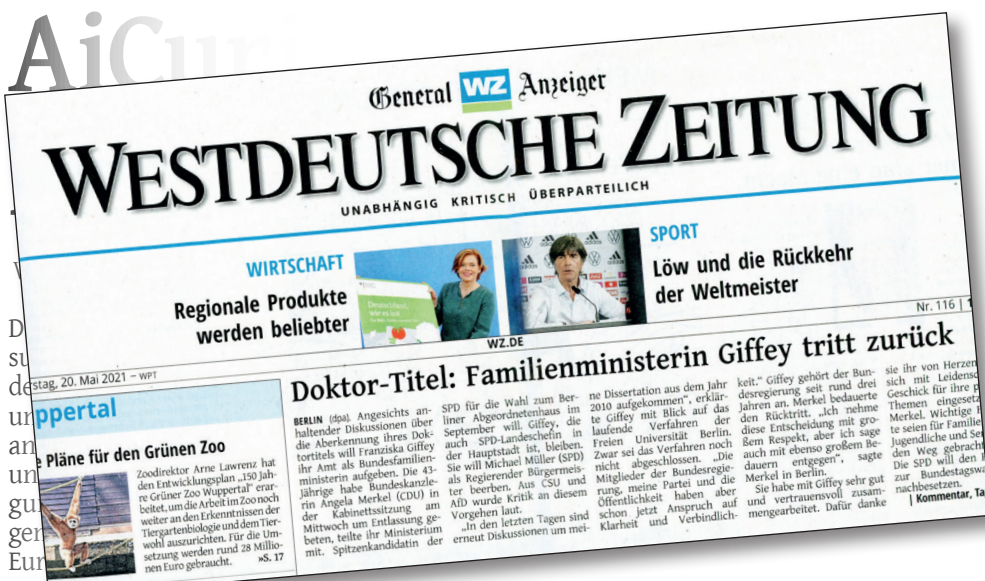 AiCur
General WZ Anzeiger
WESTDEUTSCHE ZEITUNG
UNABHÄNGIG KRITISCH ÜBERPARTEILICH
WIRTSCHAFT
Regionale Produkte
werden beliebter
Deutschland,
wie es isst
SPORT
Löw und die Rückkehr
der Weltmeister
WZ.DE
Nr. 116 | 1
stag, 20. Mai 2021 – WPT
ppertal
e Pläne für den Grünen Zoo
Zoodirektor Arne Lawrenz hat
den Entwicklungsplan „150 Jah-
re Grüner Zoo Wuppertal“ erar-
beitet, um die Arbeit im Zoo noch
weiter an den Erkenntnissen der
Tiergartenbiologie und dem Tier-
wohl auszurichten. Für die Um-
setzung werden rund 28 Millio-
nen Euro gebraucht. »S. 17
Doktor-Titel: Familienministerin Giffey tritt zurück
BERLIN (dpa). Angesichts an-
haltender Diskussionen über
die Aberkennung ihres Dok-
tortitels will Franziska Giffey
ihr Amt als Bundesfamilien-
ministerin aufgeben. Die 43-
Jährige habe Bundeskanzle-
rin Angela Merkel (CDU) in
der Kabinettssitzung am
Mittwoch um Entlassung ge-
beten, teilte ihr Ministerium
mit. Spitzenkandidatin der
SPD für die Wahl zum Ber-
liner Abgeordnetenhaus im
September will Giffey, die
auch SPD-Landeschefin in
der Hauptstadt ist, bleiben.
Sie will Michael Müller (SPD)
als Regierender Bürgermeis-
ter beerben. Aus CSU und
AfD wurde Kritik an diesem
Vorgehen laut.
„In den letzten Tagen sind
erneut Diskussionen um mei-
ne Dissertation aus dem Jahr
2010 aufgekommen“, erklär-
te Giffey mit Blick auf das
laufende Verfahren der
Freien Universität Berlin.
Zwar sei das Verfahren noch
nicht abgeschlossen. „Die
Mitglieder der Bundesregie-
rung, meine Partei und die
Öffentlichkeit haben aber
schon jetzt Anspruch auf
Klarheit und Verbindlich-
keit.“ Giffey gehört der Bun-
desregierung seit rund drei
Jahren an. Merkel bedauerte
den Rücktritt. „Ich nehme
diese Entscheidung mit gro-
ßem Respekt, aber ich sage
auch mit ebenso großem Be-
dauern entgegen“, sagte
Merkel in Berlin.
Sie habe mit Giffey sehr gut
und vertrauensvoll zusam-
mengearbeitet. Dafür danke
sie ihr von Herzen
sich mit Leidensc
Geschick für ihre p
Themen eingesetz
Merkel. Wichtige
te seien für Familie
Jugendliche und Se
den Weg gebracht
Die SPD will den
zur Bundestagswa
nachbesetzen.
| Kommentar, Ta